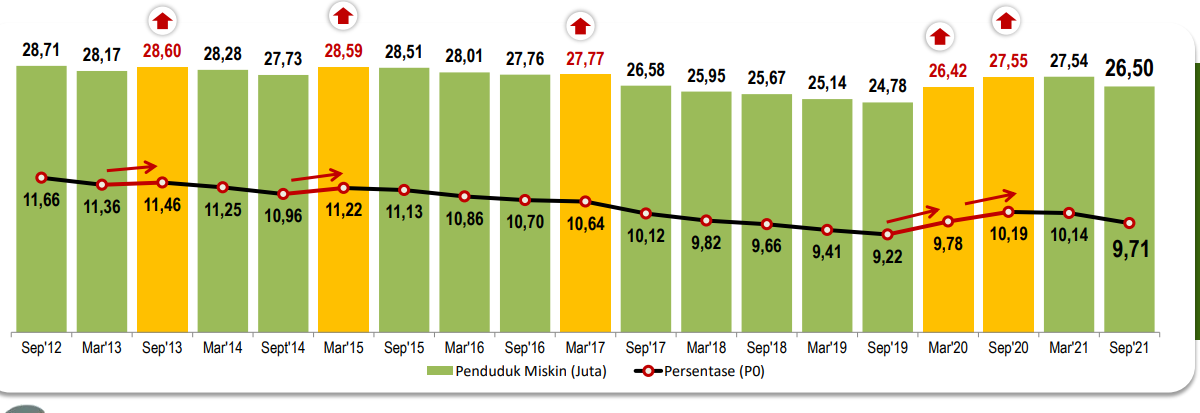 28,71 28,17 28,60 28,28 27,73 28,59 28,51 28,01 27,76 27,77 26,58 25,95 25,67 25,14 24,78 26,42 27,55 27,54 26,50
11,66 11,36 11,46 11,25 10,96 11,22 11,13 10,86 10,70 10,64 10,12 9,82 9,66 9,41 9,22 9,78 10,19 10,14 9,71
Sep'12 Mar'13 Sep'13 Mar'14 Sept'14 Mar'15 Sep'15 Mar'16 Sep'16 Mar'17 Sep'17 Mar'18 Sep'18 Mar'19 Sep'19 Mar'20 Sep'20 Mar'21 Sep'21
Penduduk Miskin (Juta) Persentase (P0)